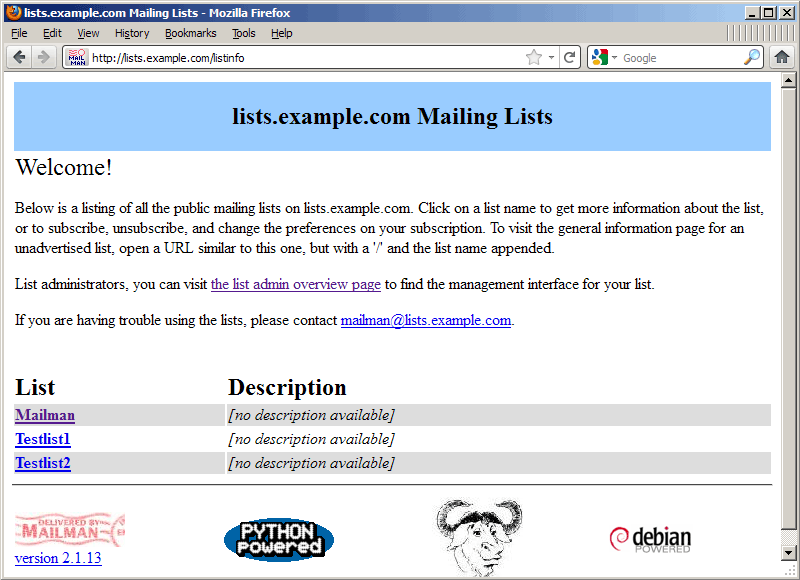 lists.example.com Mailing Lists - Mozilla Firefox
File Edit View History Bookmarks Tools Help
MAIL MAN http://lists.example.com/listinfo Google
lists.example.com Mailing Lists
Welcome!
Below is a listing of all the public mailing lists on lists.example.com. Click on a list name to get more information about the list,
or to subscribe, unsubscribe, and change the preferences on your subscription. To visit the general information page for an
unadvertised list, open a URL similar to this one, but with a '/' and the list name appended.
List administrators, you can visit the list admin overview page to find the management interface for your list.
If you are having trouble using the lists, please contact mailman@lists.example.com.
List Description
Mailman [no description available]
Testlist1 [no description available]
Testlist2 [no description available]
DELIVERED BY
MAILMAN
version 2.1.13
PYTHON
Powered
debian
POWERED